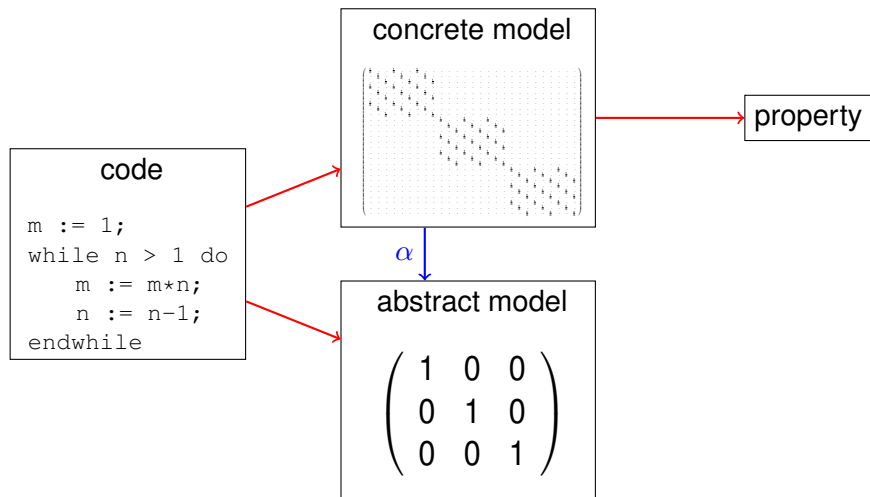 concrete model
property
code
m := 1;
while n > 1 do
m := m*n;
n := n-1;
endwhile
α
abstract model
1 0 0
0 1 0
0 0 1